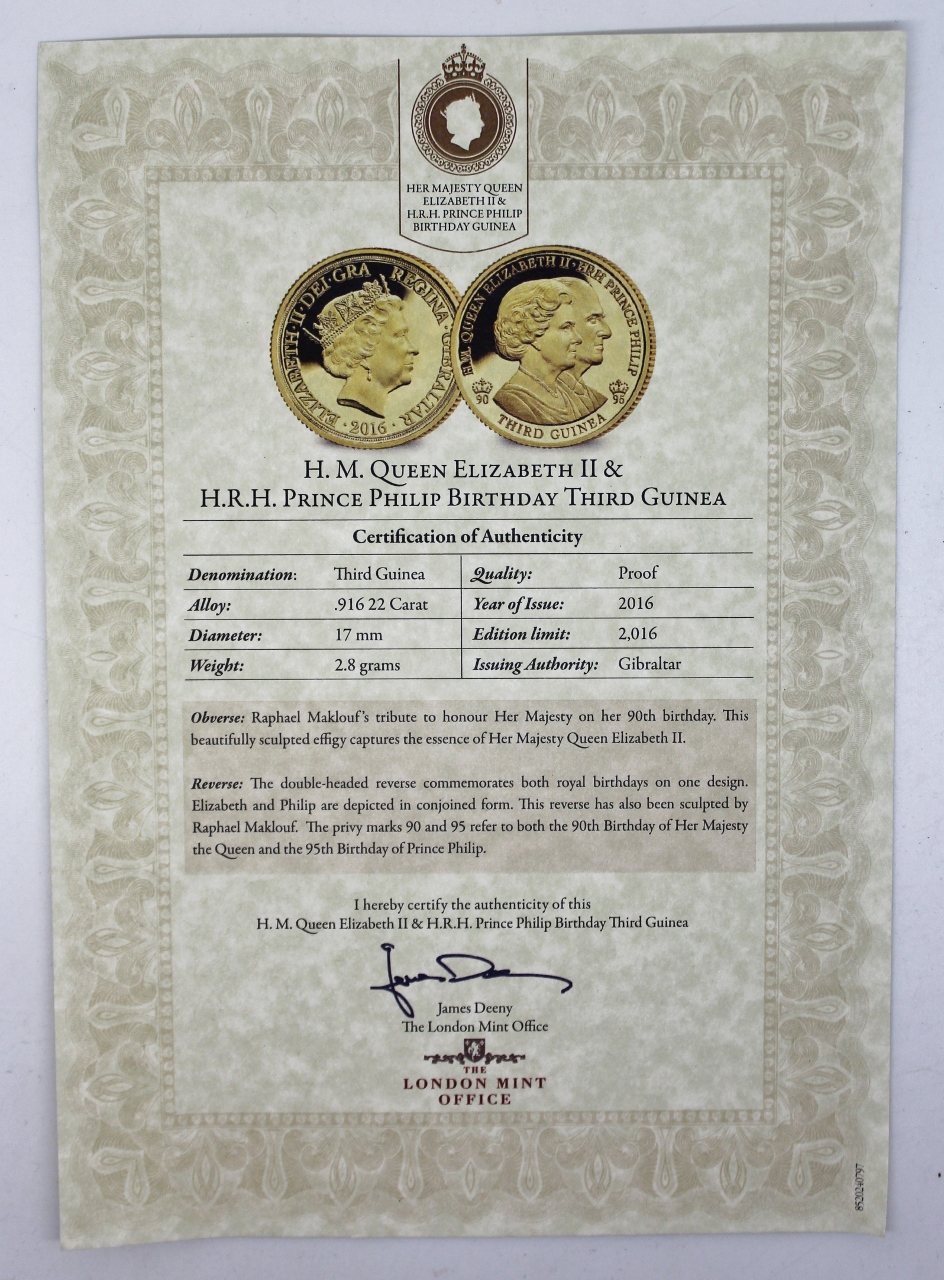 HER MAJESTY QUEEN
ELIZABETH II &
H.R.H. PRINCE PHILIP
BIRTHDAY GUINEA
ELIZABETH·II·DEI·GRA REGINA·GIBRALTAR
·2016·
H.M. QUEEN ELIZABETH II·HRH PRINCE PHILIP
90
95
THIRD GUINEA
H. M. QUEEN ELIZABETH II &
H.R.H. PRINCE PHILIP BIRTHDAY THIRD GUINEA
Certification of Authenticity
Denomination: Third Guinea Quality: Proof
Alloy: .916 22 Carat Year of Issue: 2016
Diameter: 17 mm Edition limit: 2,016
Weight: 2.8 grams Issuing Authority: Gibraltar
Obverse: Raphael Maklouf's tribute to honour Her Majesty on her 90th birthday. This
beautifully sculpted effigy captures the essence of Her Majesty Queen Elizabeth II.
Reverse: The double-headed reverse commemorates both royal birthdays on one design.
Elizabeth and Philip are depicted in conjoined form. This reverse has also been sculpted by
Raphael Maklouf. The privy marks 90 and 95 refer to both the 90th Birthday of Her Majesty
the Queen and the 95th Birthday of Prince Philip.
I hereby certify the authenticity of this
H. M. Queen Elizabeth II & H.R.H. Prince Philip Birthday Third Guinea
James Deeny
James Deeny
The London Mint Office
THE
LONDON MINT
OFFICE
8520240797